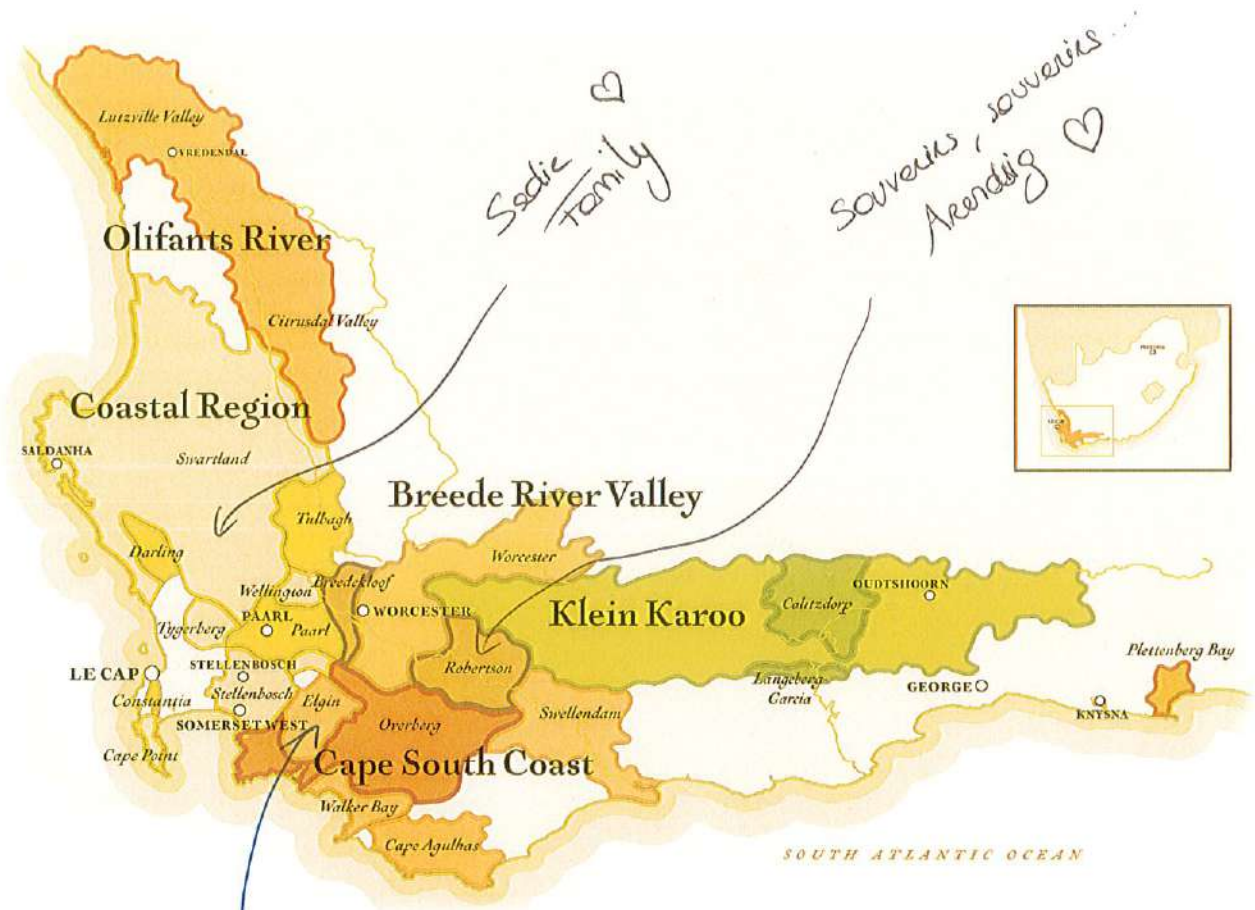 Sadie
Family
Souvenirs, souvenirs...
Arendsig
Lutzville Valley
VREDENDAL
Olifants River
Citrusdal Valley
Coastal Region
SALDANHA
Swartland
Breede River Valley
Tulbagh
Darling
Worcester
Wellington
Breedekloof
WORCESTER
Klein Karoo
Calitzdorp
OUDTSHOORN
PAARL
Paarl
Tygerberg
Robertson
Plettenberg Bay
LE CAP
STELLENBOSCH
Stellenbosch
Constantia
SOMERSET WEST
Elgin
Overberg
Swellendam
Langeberg
Garcia
GEORGE
KNYSNA
Cape Point
Cape South Coast
Walker Bay
Cape Agulhas
SOUTH ATLANTIC OCEAN
PRETORIA
LE CAP